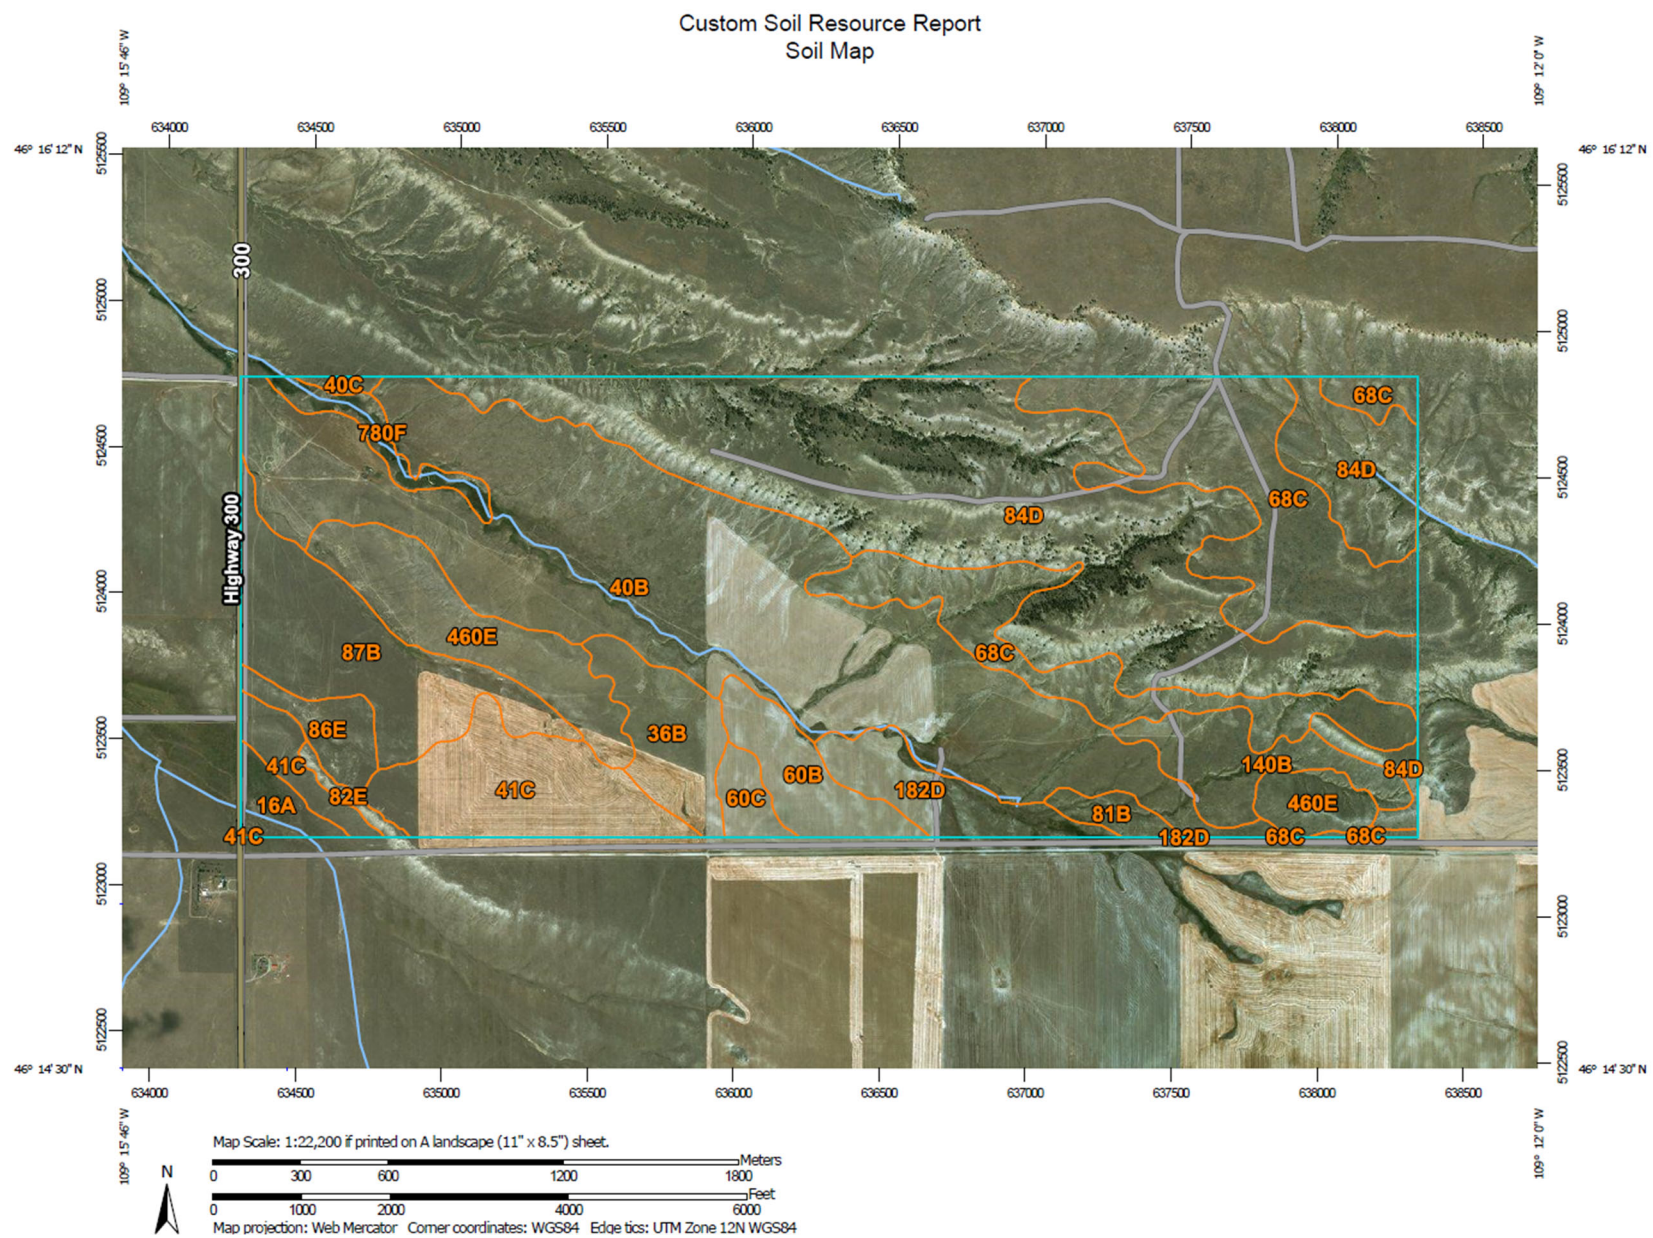 Custom Soil Resource Report
Soil Map
109° 15' 46'' W
109° 12' 0'' W
634000 634500 635000 635500 636000 636500 637000 637500 638000 638500
46° 16' 12'' N
46° 16' 12'' N
5125500
5125500
300
5125000
5125000
40C
68C
780F
5124500
5124500
84D
68C
84D
Highway 300
40B
5124000
5124000
460E
87B
68C
86E
36B
5123500
5123500
41C
140B
84D
60B
82E
41C
60C
182D
16A
460E
81B
41C
182D
68C
68C
5123000
5123000
5122500
5122500
46° 14' 30'' N
46° 14' 30'' N
634000 634500 635000 635500 636000 636500 637000 637500 638000 638500
109° 15' 46'' W
109° 12' 0'' W
Map Scale: 1:22,200 if printed on A landscape (11" x 8.5") sheet.
N
Meters
0 300 600 1200 1800
Feet
0 1000 2000 4000 6000
Map projection: Web Mercator Corner coordinates: WGS84 Edge tics: UTM Zone 12N WGS84